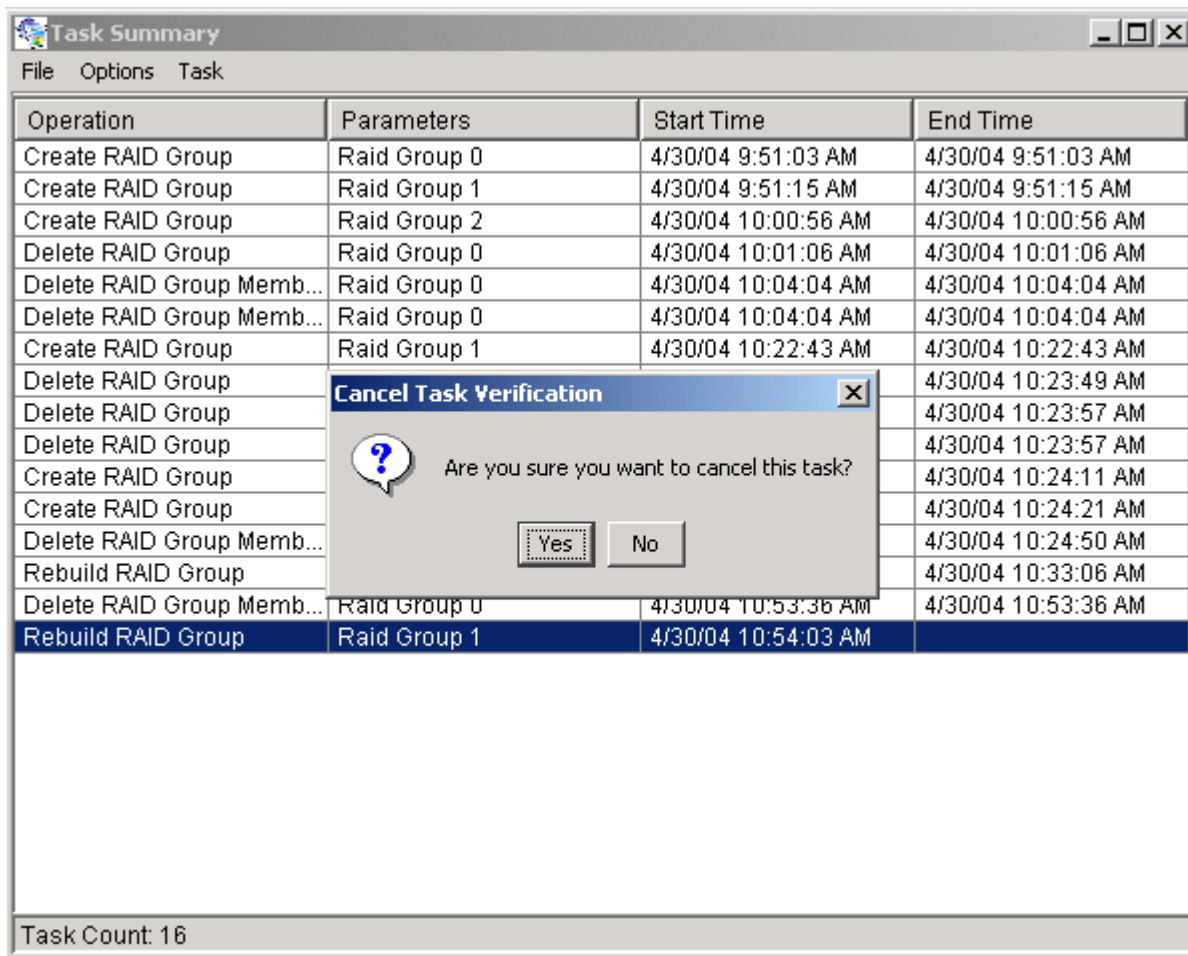 Task Summary
File Options Task
Operation Parameters Start Time End Time
Create RAID Group Raid Group 0 4/30/04 9:51:03 AM 4/30/04 9:51:03 AM
Create RAID Group Raid Group 1 4/30/04 9:51:15 AM 4/30/04 9:51:15 AM
Create RAID Group Raid Group 2 4/30/04 10:00:56 AM 4/30/04 10:00:56 AM
Delete RAID Group Raid Group 0 4/30/04 10:01:06 AM 4/30/04 10:01:06 AM
Delete RAID Group Memb... Raid Group 0 4/30/04 10:04:04 AM 4/30/04 10:04:04 AM
Delete RAID Group Memb... Raid Group 0 4/30/04 10:04:04 AM 4/30/04 10:04:04 AM
Create RAID Group Raid Group 1 4/30/04 10:22:43 AM 4/30/04 10:22:43 AM
Delete RAID Group 4/30/04 10:23:49 AM
Delete RAID Group 4/30/04 10:23:57 AM
Delete RAID Group 4/30/04 10:23:57 AM
Create RAID Group 4/30/04 10:24:11 AM
Create RAID Group 4/30/04 10:24:21 AM
Delete RAID Group Memb... 4/30/04 10:24:50 AM
Rebuild RAID Group 4/30/04 10:33:06 AM
Delete RAID Group Memb... Raid Group 0 4/30/04 10:53:36 AM 4/30/04 10:53:36 AM
Rebuild RAID Group Raid Group 1 4/30/04 10:54:03 AM
Cancel Task Verification
?
Are you sure you want to cancel this task?
Yes No
Task Count: 16